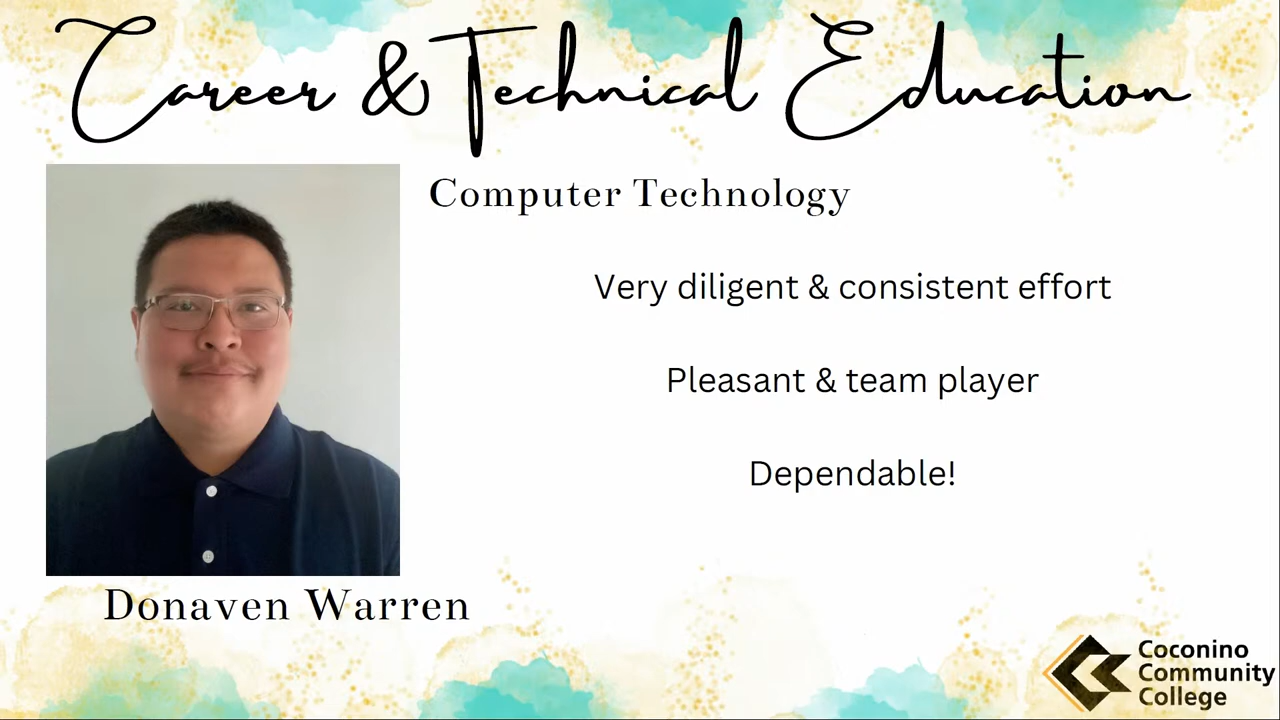 Career & Technical Education
Computer Technology
Very diligent & consistent effort
Pleasant & team player
Dependable!
Donaven Warren
Coconino
Community
College